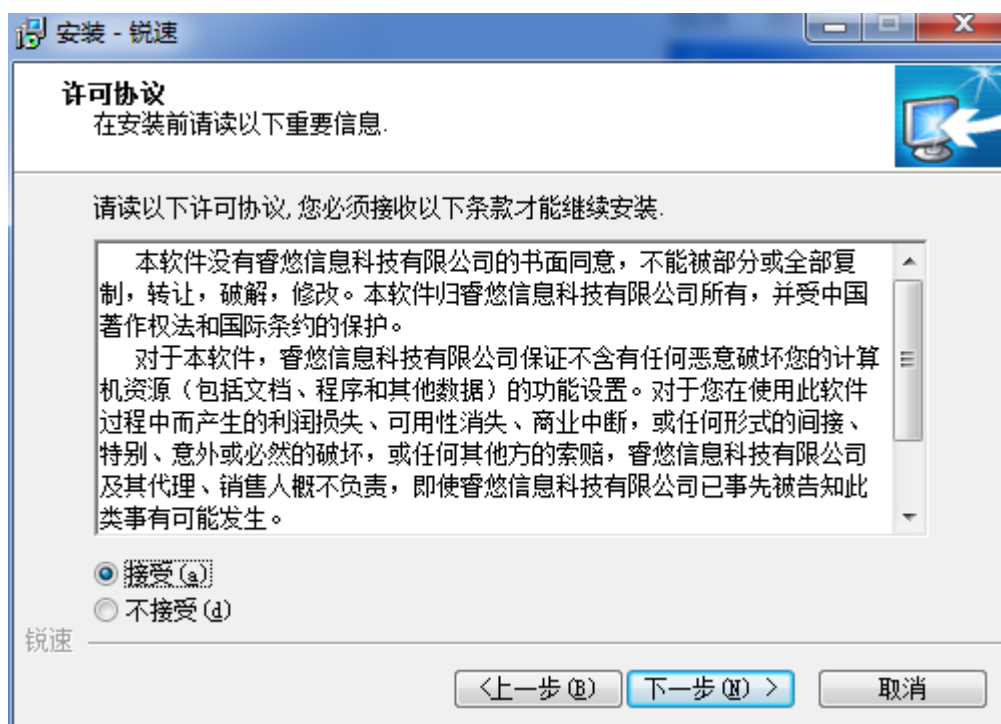 安装 - 锐速
许可协议
在安装前请读以下重要信息.
请读以下许可协议, 您必须接收以下条款才能继续安装.
本软件没有睿悠信息科技有限公司的书面同意，不能被部分或全部复
制，转让，破解，修改。本软件归睿悠信息科技有限公司所有，并受中国
著作权法和国际条约的保护。
对于本软件，睿悠信息科技有限公司保证不含有任何恶意破坏您的计算
机资源（包括文档、程序和其他数据）的功能设置。对于您在使用此软件
过程中而产生的利润损失、可用性消失、商业中断，或任何形式的间接、
特别、意外或必然的破坏，或任何其他方的索赔，睿悠信息科技有限公司
及其代理、销售人概不负责，即使睿悠信息科技有限公司已事先被告知此
类事有可能发生。
接受(a)
不接受(d)
锐速
<上一步(B) 下一步(N) > 取消